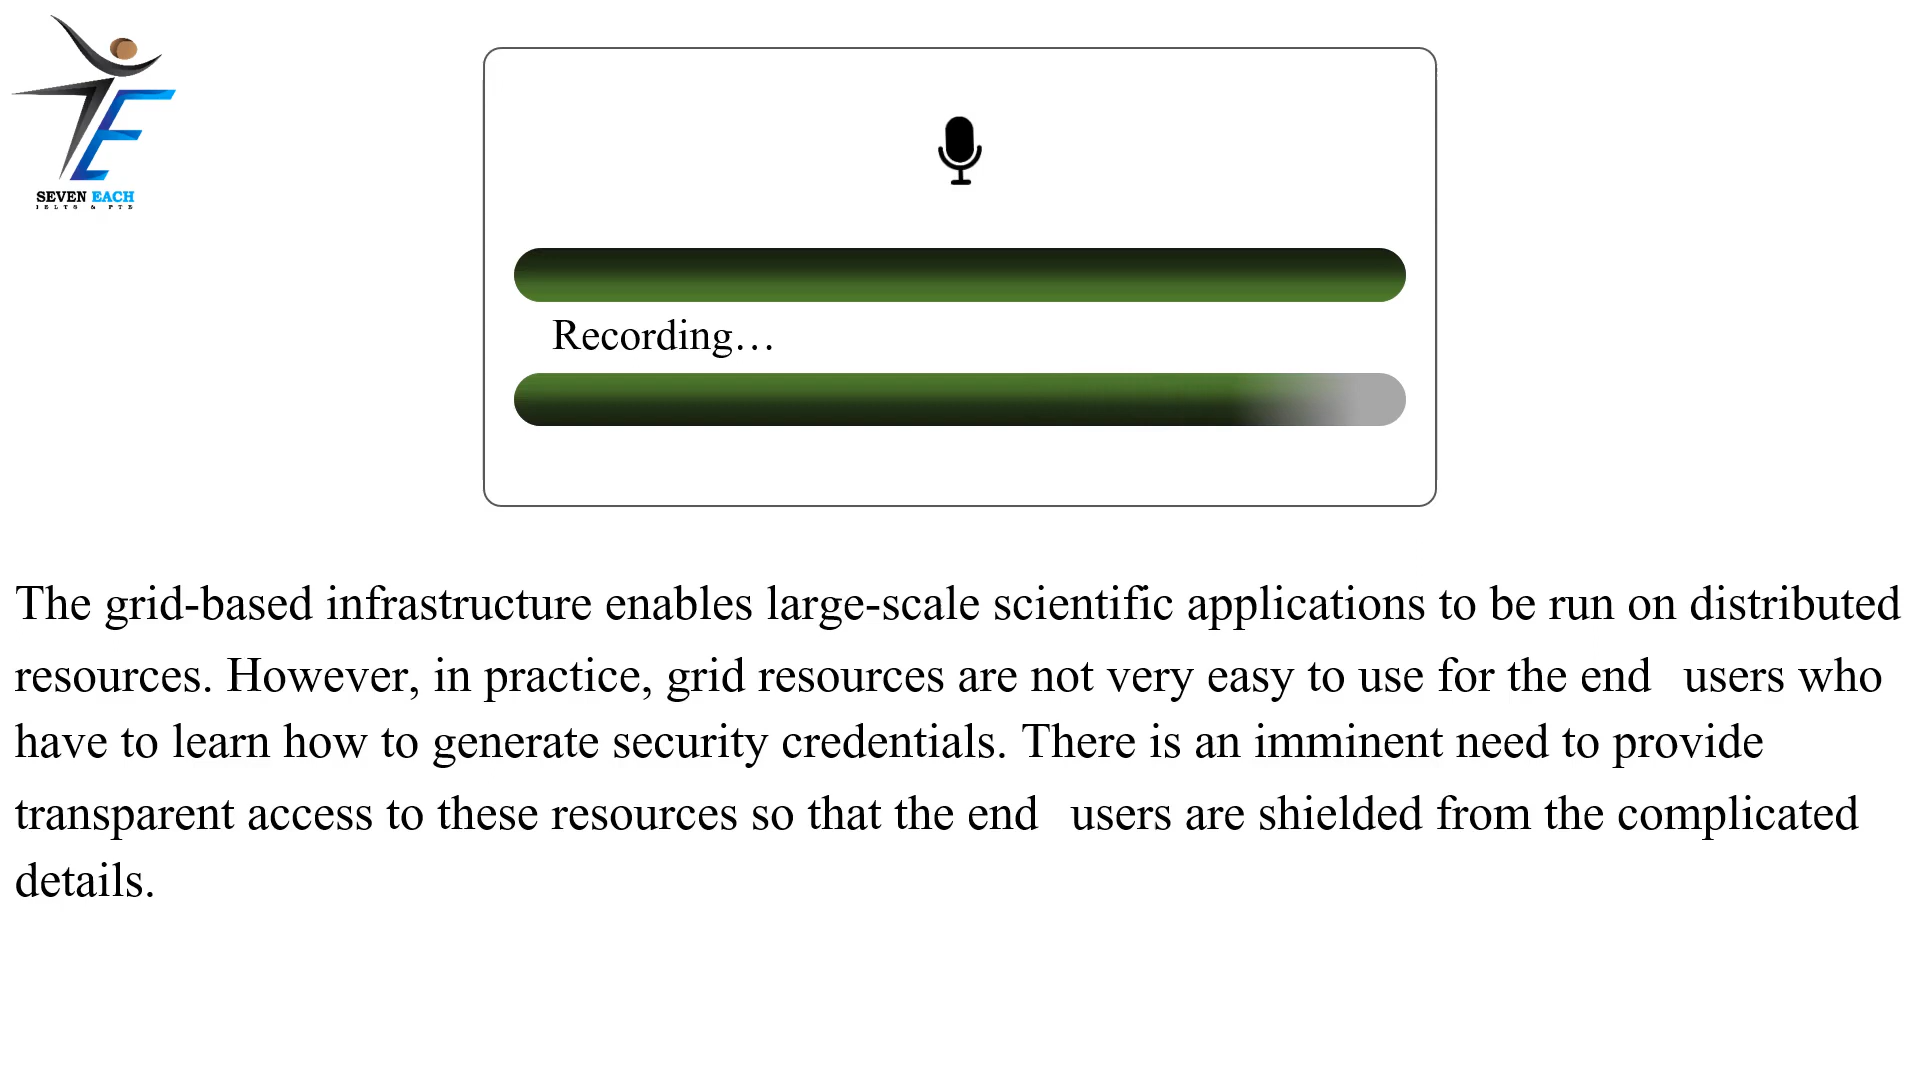 SEVEN EACH
IELTS & PTE
Recording…
The grid-based infrastructure enables large-scale scientific applications to be run on distributed
resources. However, in practice, grid resources are not very easy to use for the end users who
have to learn how to generate security credentials. There is an imminent need to provide
transparent access to these resources so that the end users are shielded from the complicated
details.